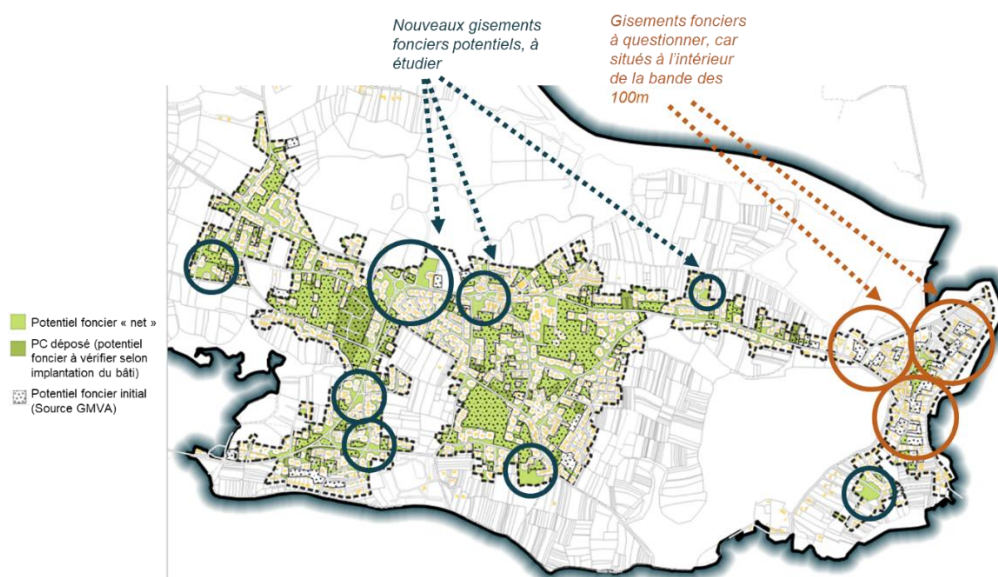 Nouveaux gisements
fonciers potentiels, à
étudier
Gisements fonciers
à questionner, car
situés à l'intérieur
de la bande des
100m
Potentiel foncier « net »
PC déposé (potentiel
foncier à vérifier selon
implantation du bâti)
Potentiel foncier initial
(Source GMVA)